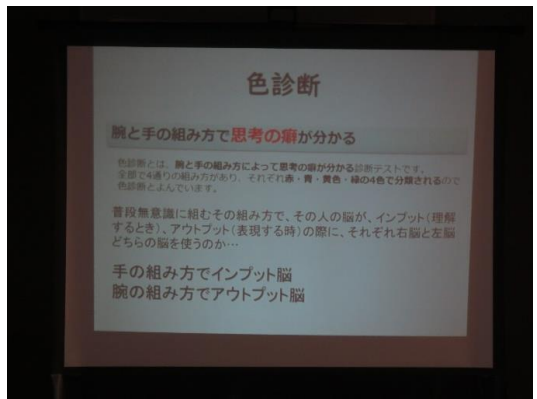 色診断
腕と手の組み方で思考の癖が分かる
色診断とは、腕と手の組み方によって思考の癖が分かる診断テストです。
全部で4通りの組み方があり、それぞれ赤・青・黄色・緑の4色で分類されるので
色診断とよんでいます。
普段無意識に組むその組み方で、その人の脳が、インプット(理解
するとき)、アウトプット(表現する時)の際に、それぞれ右脳と左脳
どちらの脳を使うのか…
手の組み方でインプット脳
腕の組み方でアウトプット脳